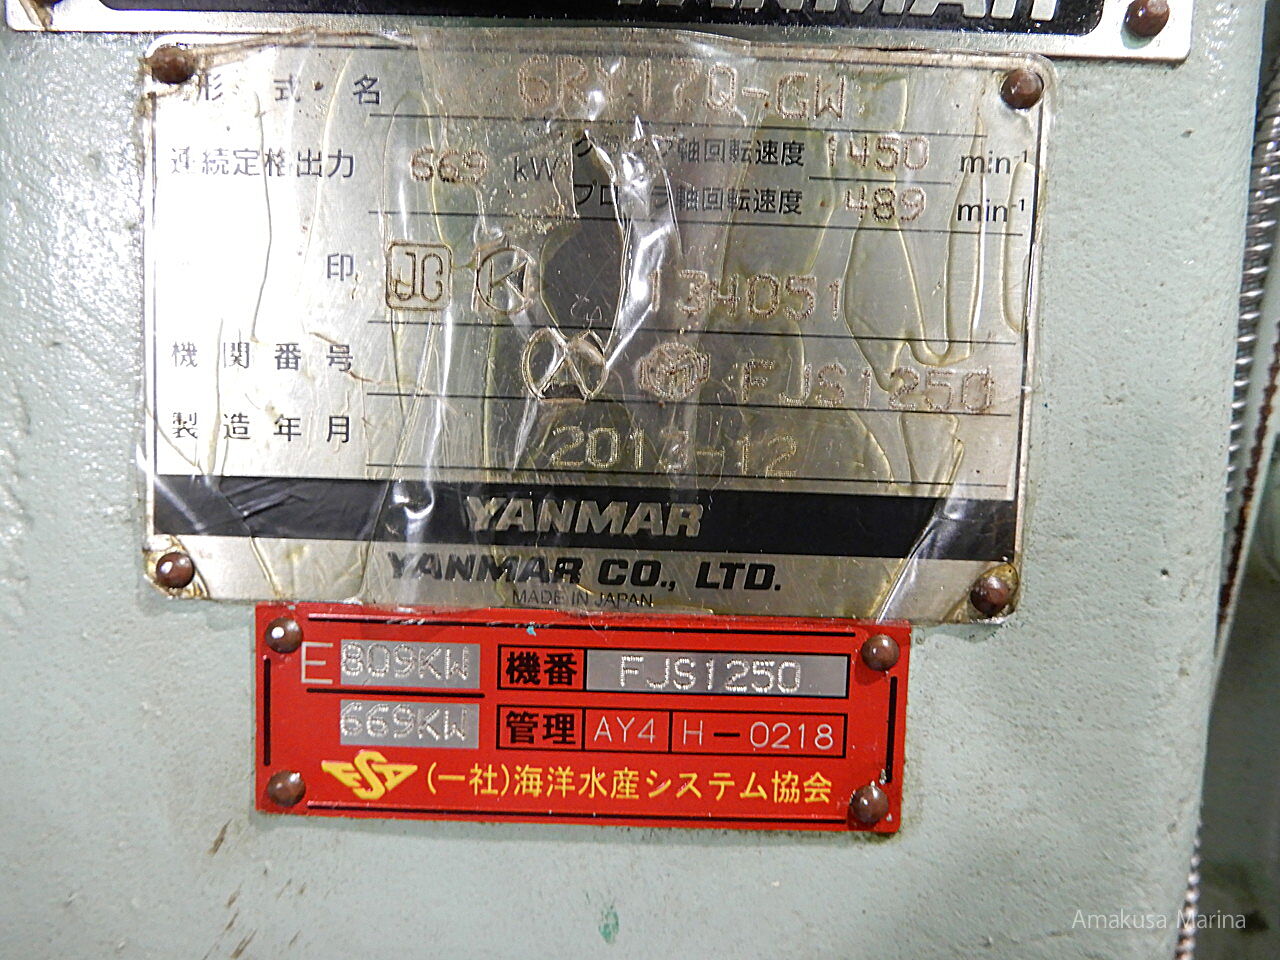 YANMAR
形式名 6RY17Q-GW
連続定格出力 669 kW クランク軸回転速度 1450 min-1
プロペラ軸回転速度 489 min-1
印 JG K 134051
機関番号 FJS1250
製造年月 2013-12
YANMAR
YANMAR CO., LTD.
MADE IN JAPAN
E 809KW 機番 FJS1250
669KW 管理 AY4 H-0218
(一社)海洋水産システム協会
Amakusa Marina